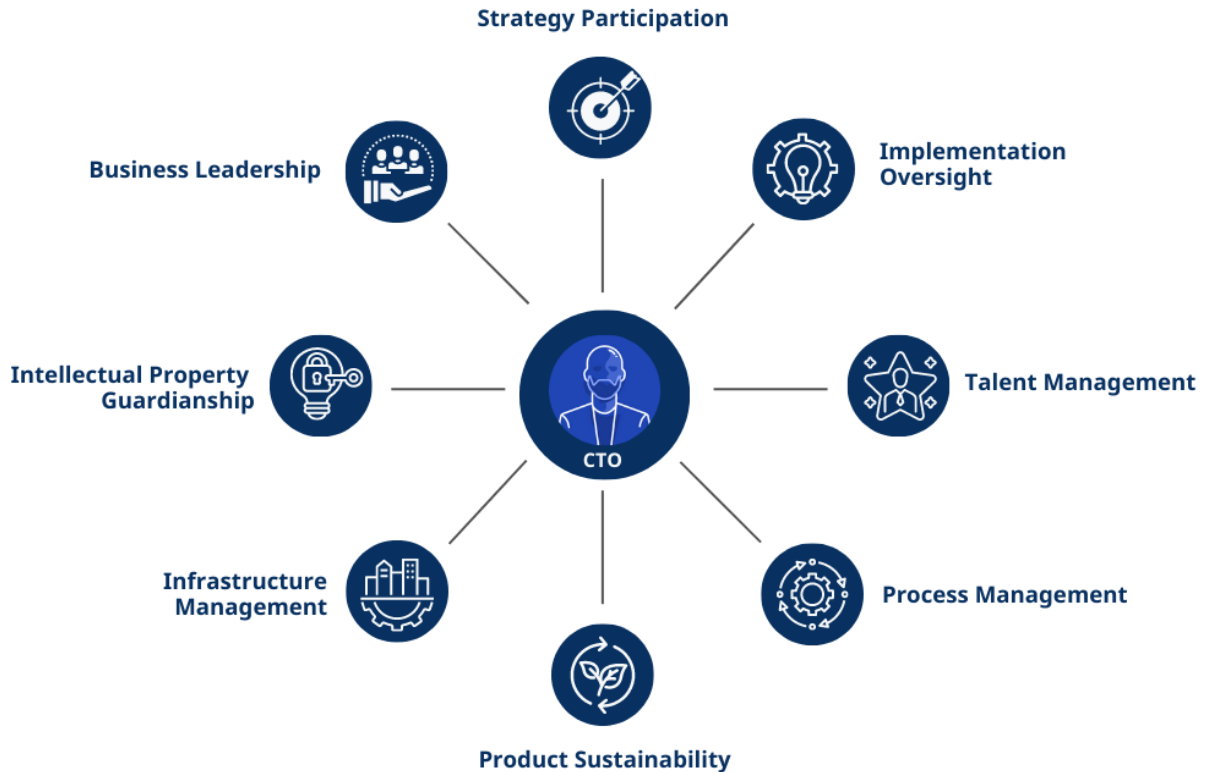 Strategy Participation
Business Leadership
Implementation
Oversight
Intellectual Property
Guardianship
Talent Management
CTO
Infrastructure
Management
Process Management
Product Sustainability